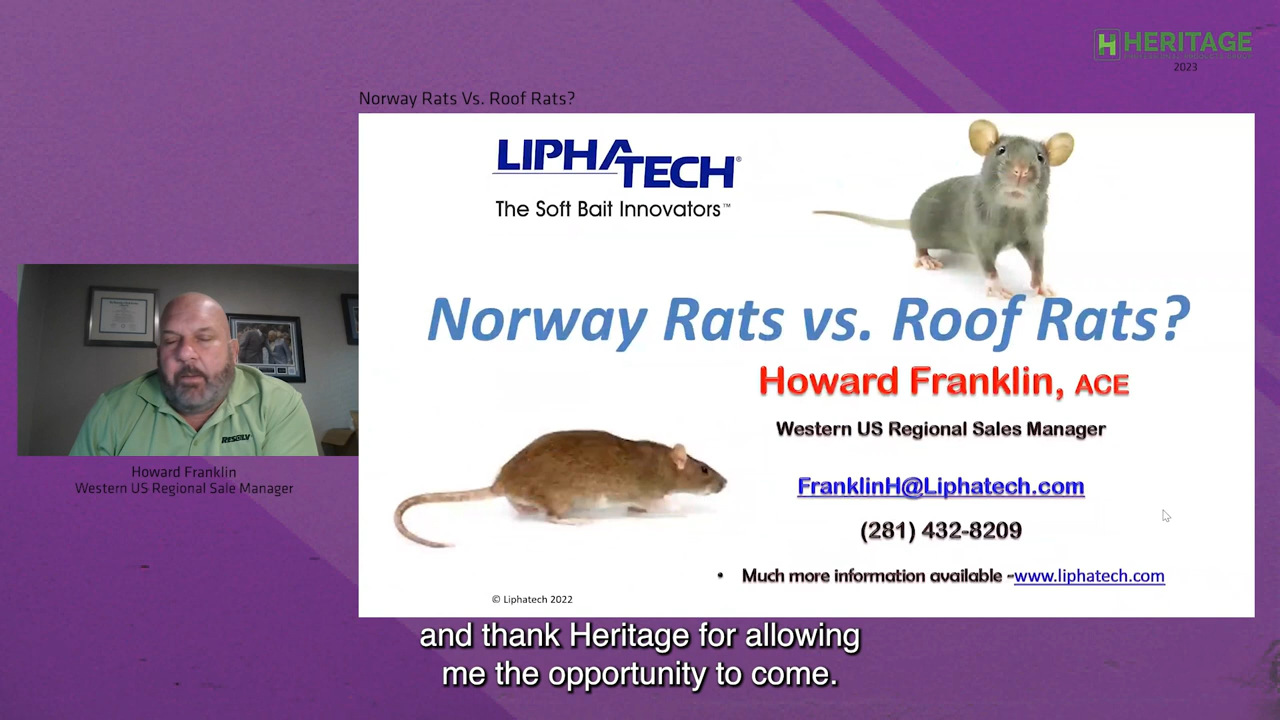 HERITAGE
2023
Norway Rats Vs. Roof Rats?
LIPHATECH®
The Soft Bait Innovators™
Norway Rats vs. Roof Rats?
Howard Franklin, ACE
Western US Regional Sales Manager
FranklinH@Liphatech.com
(281) 432-8209
• Much more information available -www.liphatech.com
© Liphatech 2022
RESOLV
Howard Franklin
Western US Regional Sale Manager
and thank Heritage for allowing
me the opportunity to come.